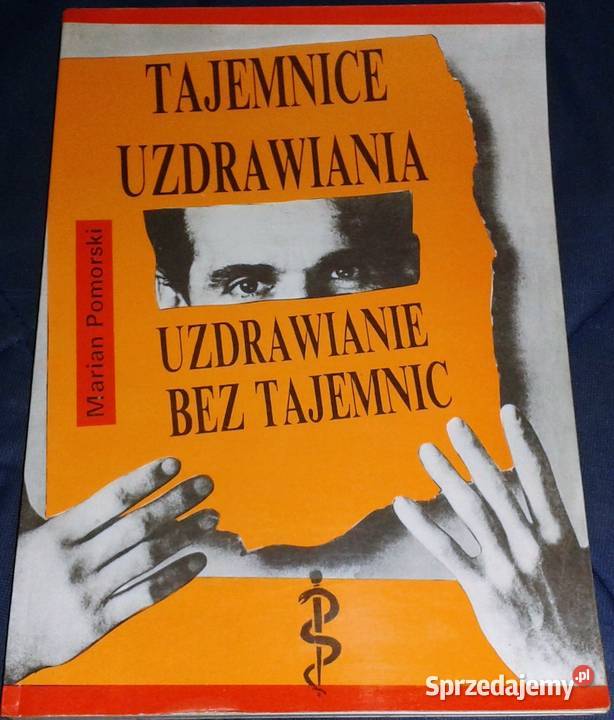 TAJEMNICE
UZDRAWIANIA
Marian Pomorski
UZDRAWIANIE
BEZ TAJEMNIC
Sprzedajemy.pl